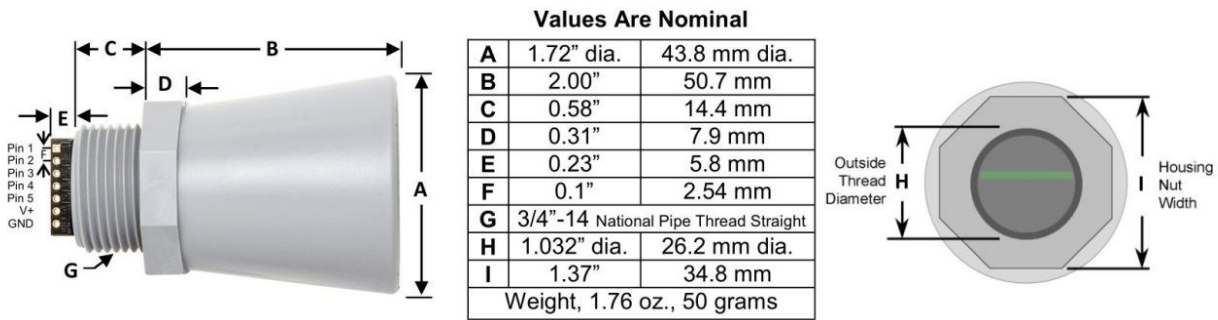 Values Are Nominal
C
B
D
E
F
Pin 1
Pin 2
Pin 3
Pin 4
Pin 5
V+
GND
G
A
A 1.72” dia. 43.8 mm dia.
B 2.00” 50.7 mm
C 0.58” 14.4 mm
D 0.31” 7.9 mm
E 0.23” 5.8 mm
F 0.1” 2.54 mm
G 3/4”-14 National Pipe Thread Straight
H 1.032” dia. 26.2 mm dia.
I 1.37” 34.8 mm
Weight, 1.76 oz., 50 grams
Outside
Thread
Diameter
H
I
Housing
Nut
Width